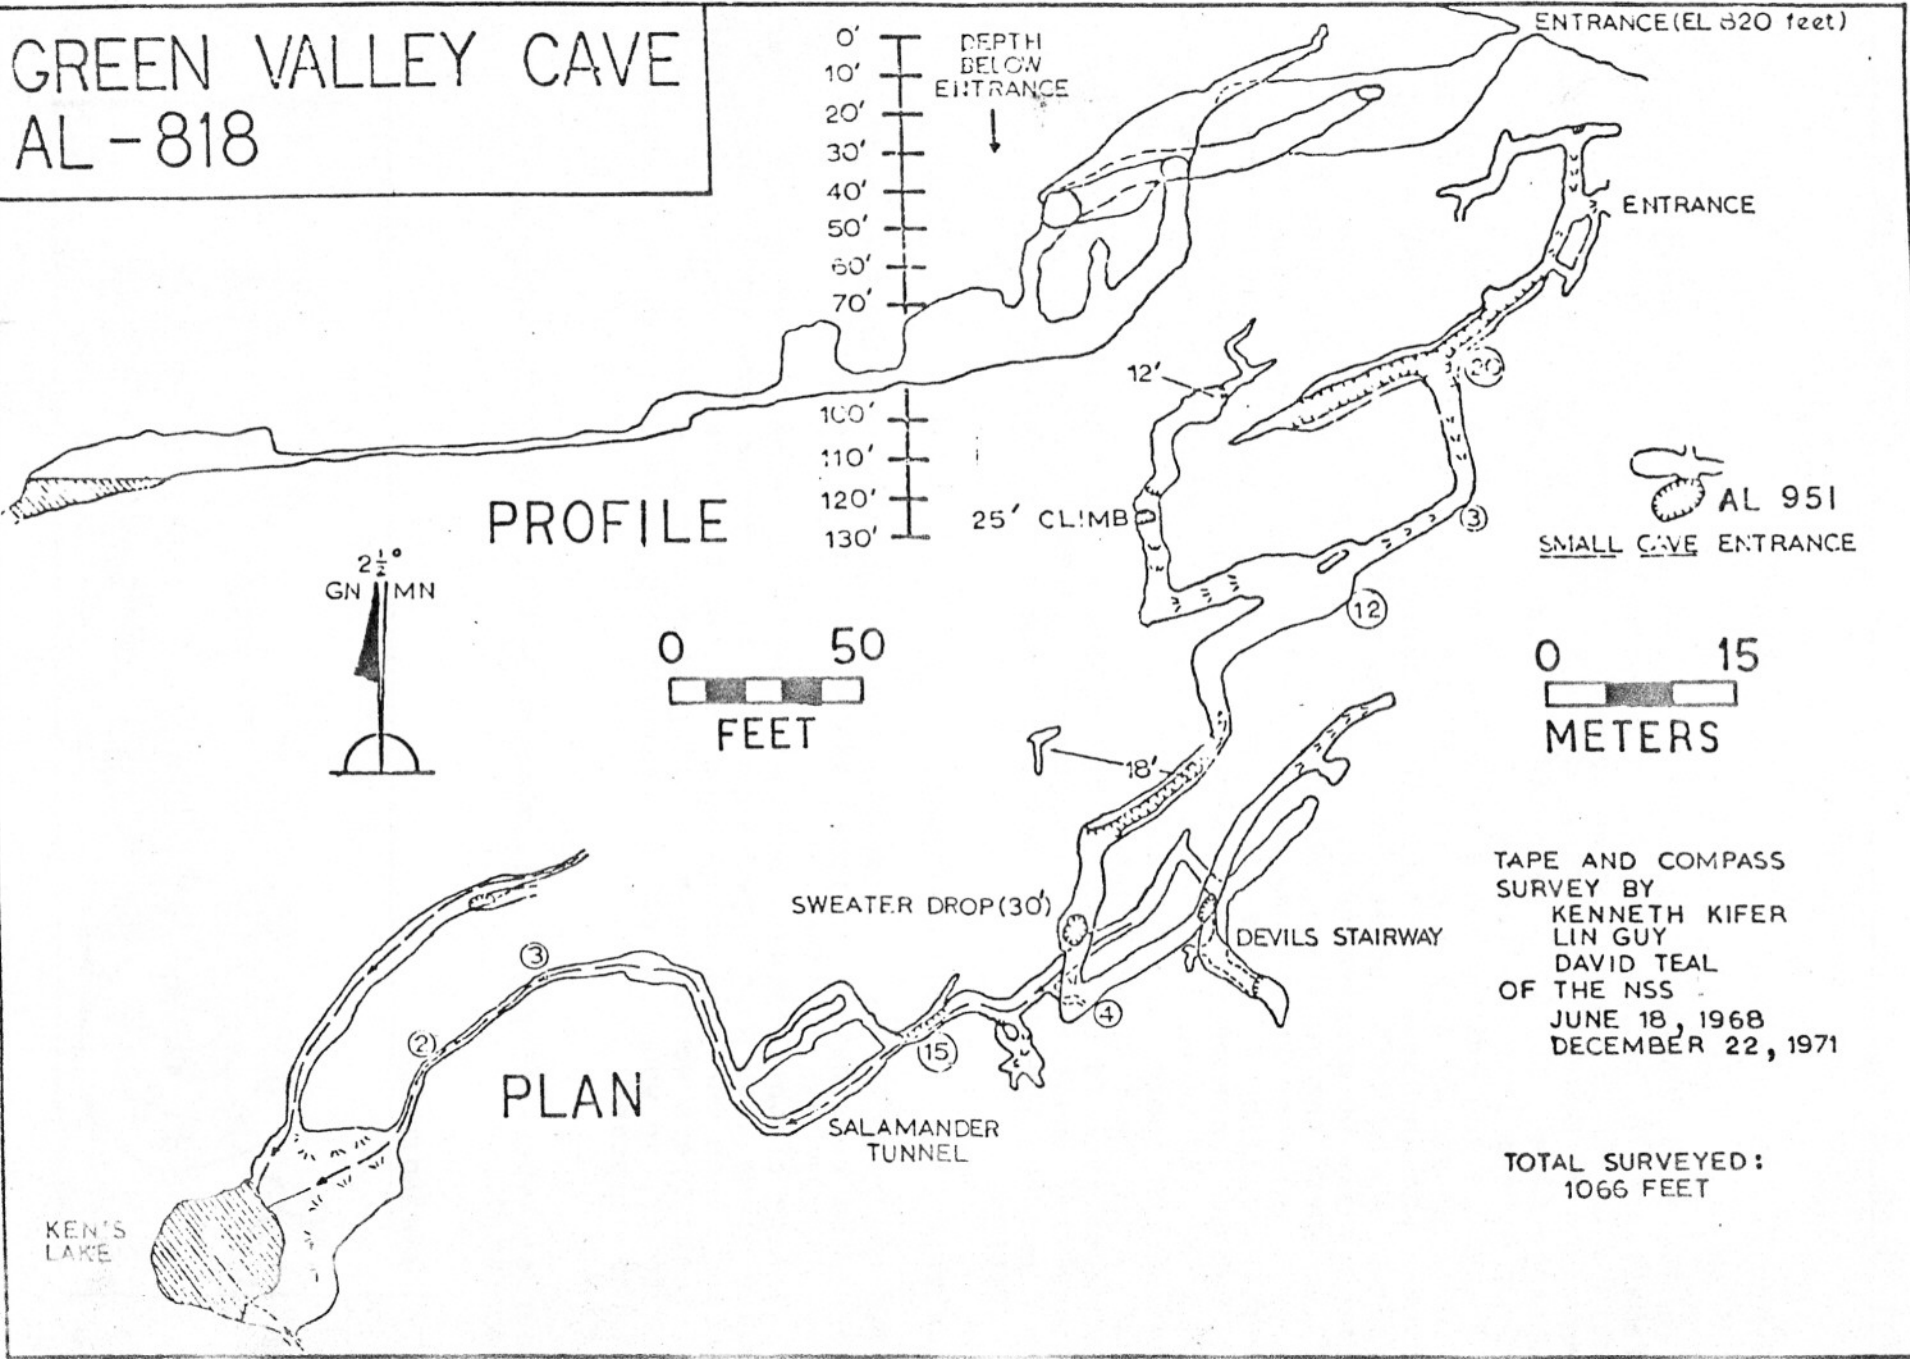 GREEN VALLEY CAVE
AL-818
0'
10'
20'
30'
40'
50'
60'
70'
100'
110'
120'
130'
DEPTH
BELOW
ENTRANCE
ENTRANCE (EL 820 feet)
ENTRANCE
PROFILE
12'
20
3
25' CLIMB
12
AL 951
SMALL CAVE ENTRANCE
2½°
GN MN
0 50
FEET
0 15
METERS
18'
SWEATER DROP (30')
DEVILS STAIRWAY
4
15
3
2
PLAN
SALAMANDER
TUNNEL
KEN'S
LAKE
TAPE AND COMPASS
SURVEY BY
KENNETH KIFER
LIN GUY
DAVID TEAL
OF THE NSS
JUNE 18, 1968
DECEMBER 22, 1971
TOTAL SURVEYED:
1066 FEET